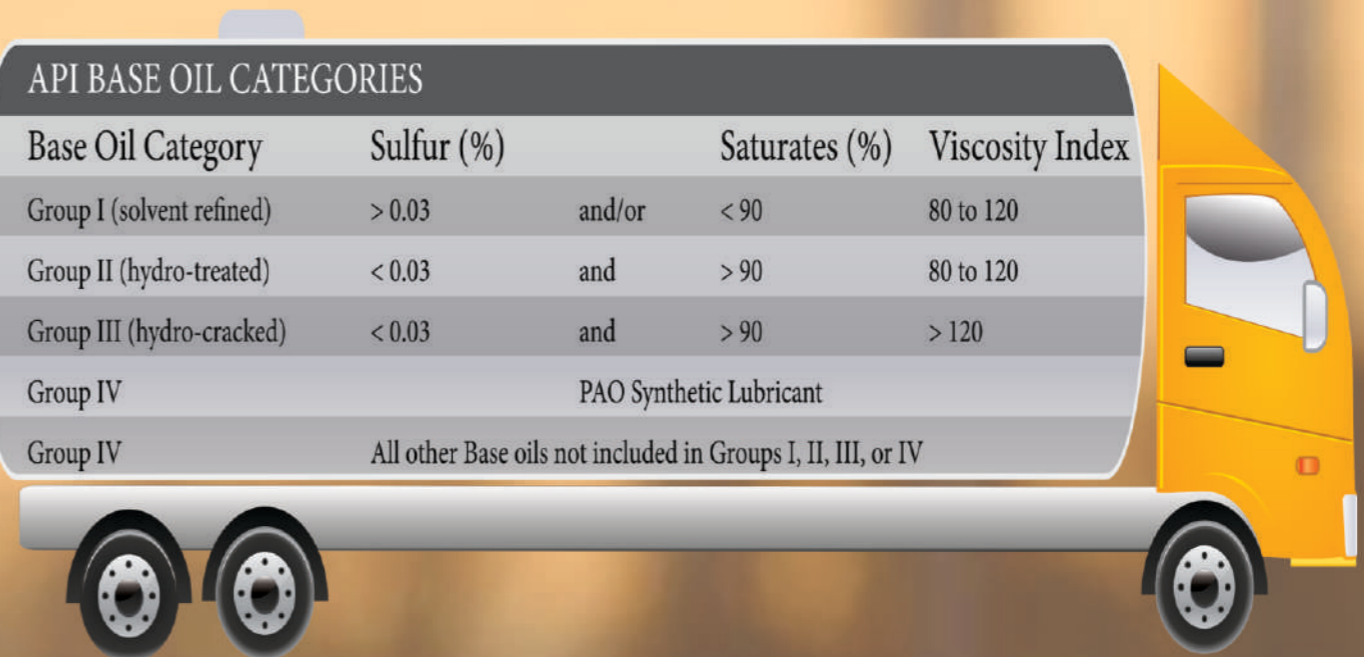 API BASE OIL CATEGORIES
Base Oil Category Sulfur (%) Saturates (%) Viscosity Index
Group I (solvent refined) > 0.03 and/or < 90 80 to 120
Group II (hydro-treated) < 0.03 and > 90 80 to 120
Group III (hydro-cracked) < 0.03 and > 90 > 120
Group IV PAO Synthetic Lubricant
Group IV All other Base oils not included in Groups I, II, III, or IV